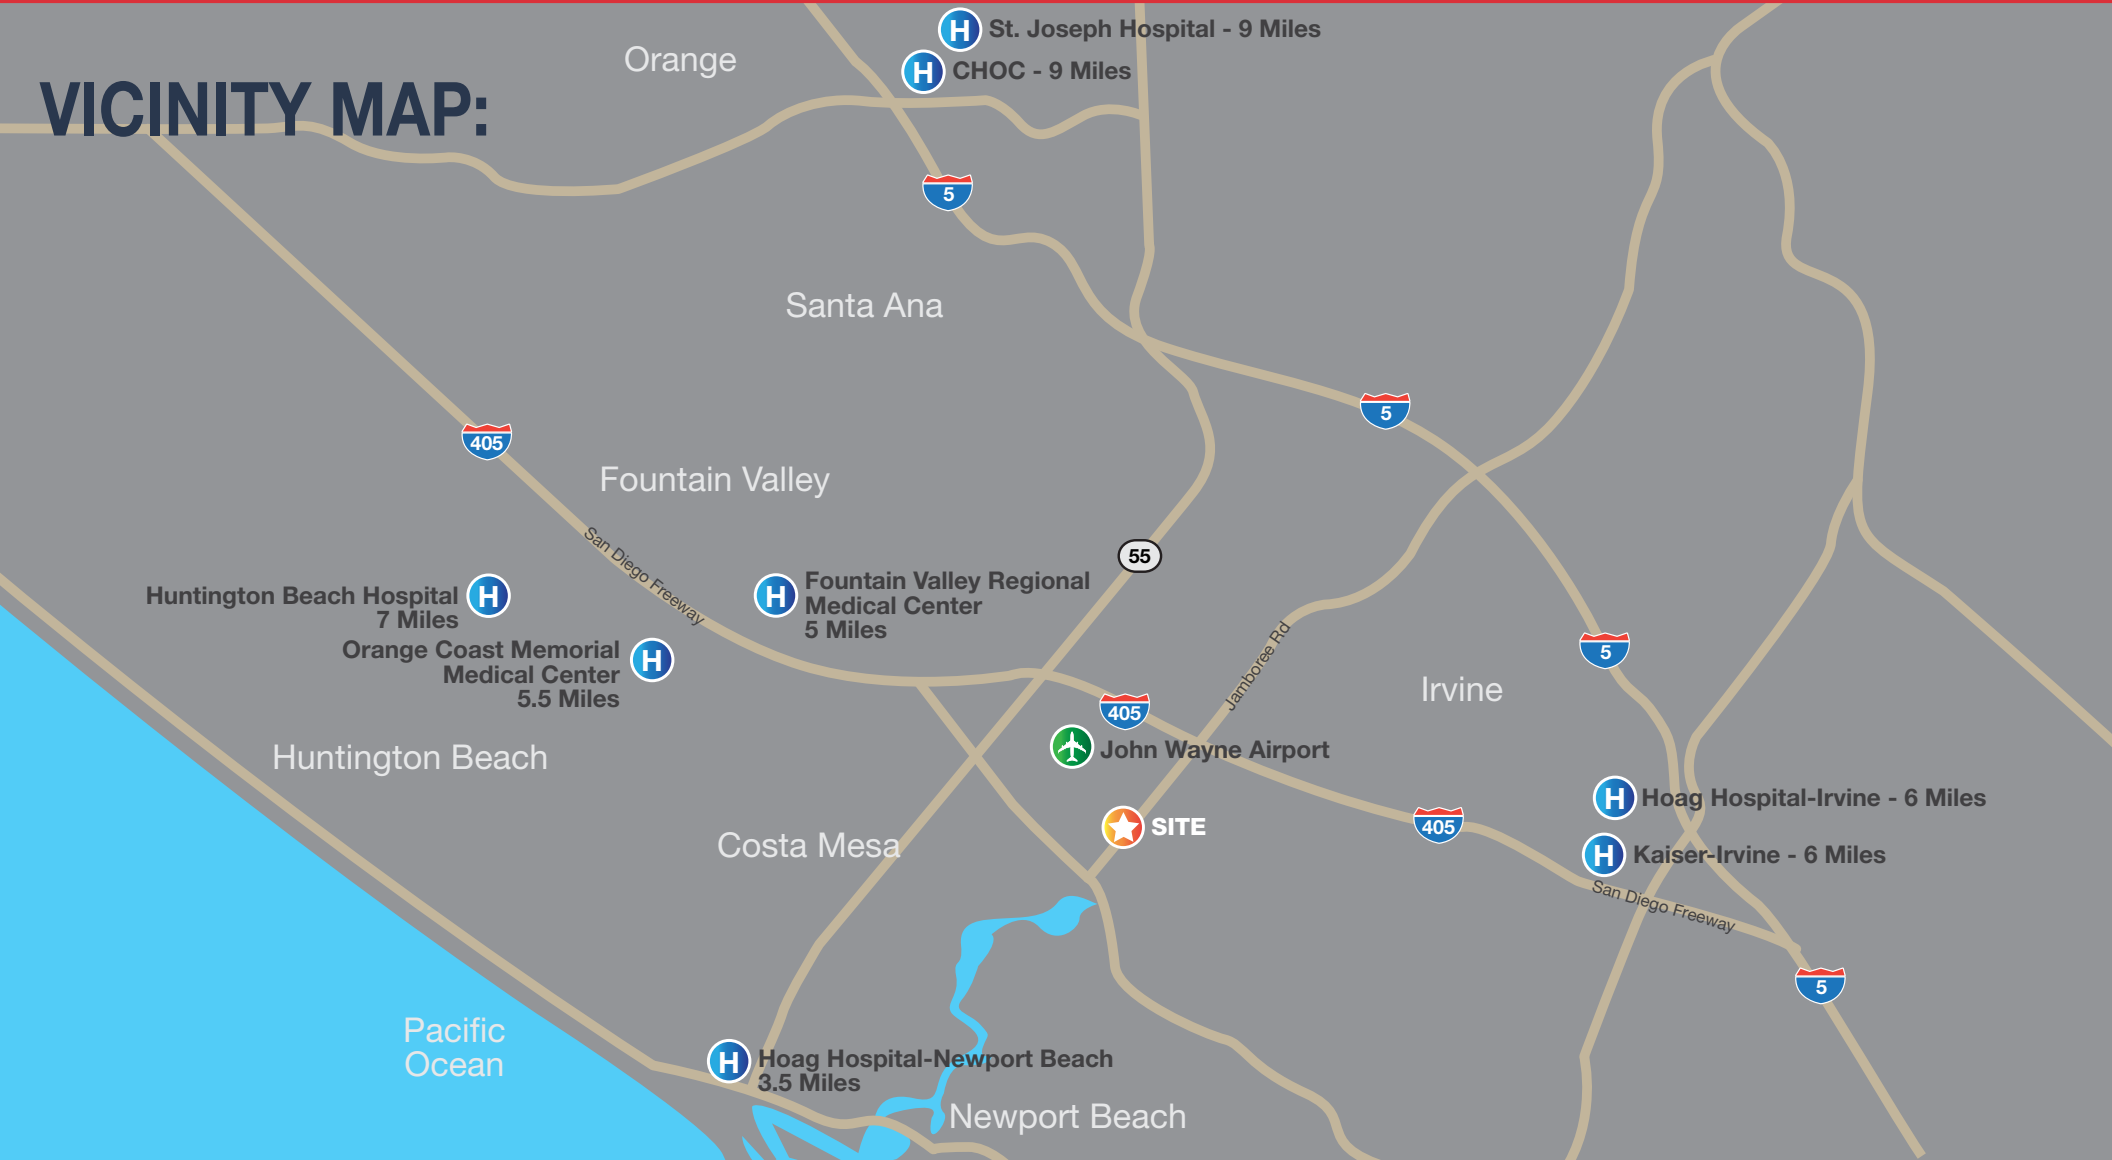 St. Joseph Hospital - 9 Miles
Orange
CHOC - 9 Miles
VICINITY MAP:
5
Santa Ana
5
405
Fountain Valley
San Diego Freeway
55
Huntington Beach Hospital
7 Miles
Fountain Valley Regional
Medical Center
5 Miles
Orange Coast Memorial
Medical Center
5.5 Miles
Jamboree Rd
5
Irvine
405
John Wayne Airport
Huntington Beach
Hoag Hospital-Irvine - 6 Miles
SITE
405
Costa Mesa
Kaiser-Irvine - 6 Miles
San Diego Freeway
5
Pacific
Ocean
Hoag Hospital-Newport Beach
3.5 Miles
Newport Beach
H
H
H
H
H
H
H
H